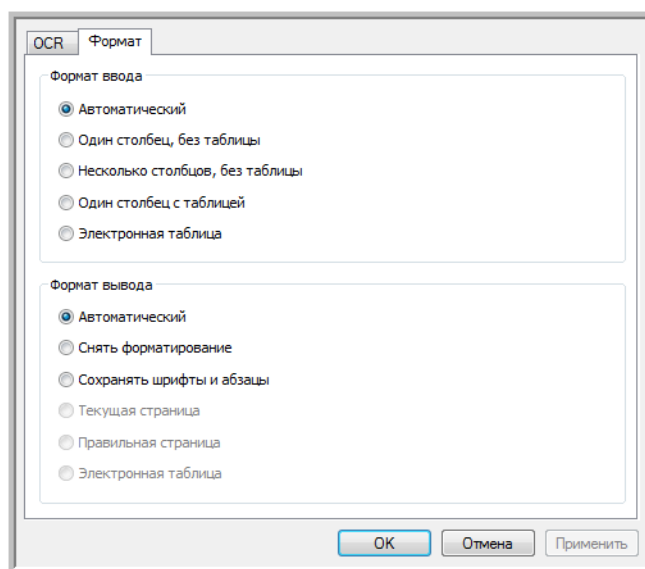 OCR Формат
Формат ввода
Автоматический
Один столбец, без таблицы
Несколько столбцов, без таблицы
Один столбец с таблицей
Электронная таблица
Формат вывода
Автоматический
Снять форматирование
Сохранять шрифты и абзацы
Текущая страница
Правильная страница
Электронная таблица
OK Отмена Применить